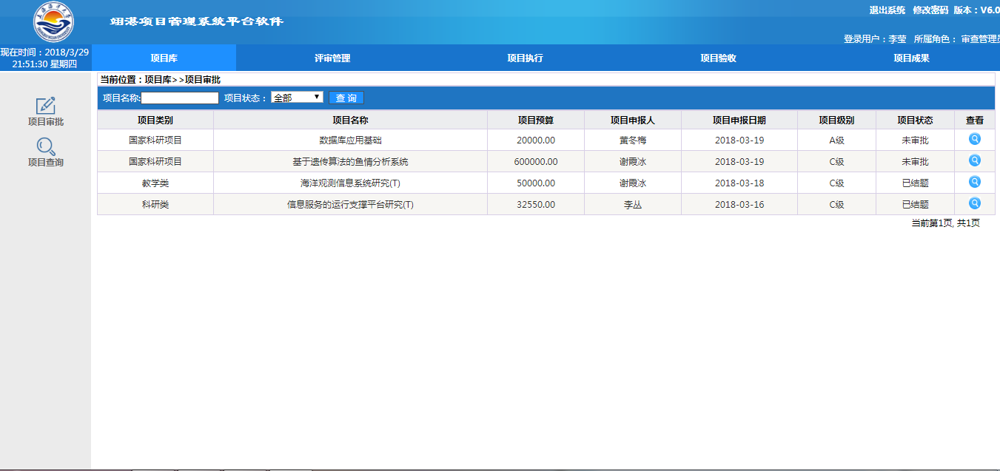 退出系统 修改密码 版本：V6.0
翊港项目管理系统平台软件
登录用户：李莹 所属角色： 审查管理员
现在时间：2018/3/29
21:51:30 星期四
项目库 评审管理 项目执行 项目验收 项目成果
当前位置：项目库>>项目审批
项目名称: 项目状态： 全部 查 询
项目审批
项目查询
项目类别 项目名称 项目预算 项目申报人 项目申报日期 项目级别 项目状态 查看
国家科研项目 数据库应用基础 20000.00 黄冬梅 2018-03-19 A级 未审批
国家科研项目 基于遗传算法的鱼情分析系统 600000.00 谢霞冰 2018-03-19 C级 未审批
教学类 海洋观测信息系统研究(T) 50000.00 谢霞冰 2018-03-18 C级 已结题
科研类 信息服务的运行支撑平台研究(T) 32550.00 李丛 2018-03-16 C级 已结题
当前第1页, 共1页